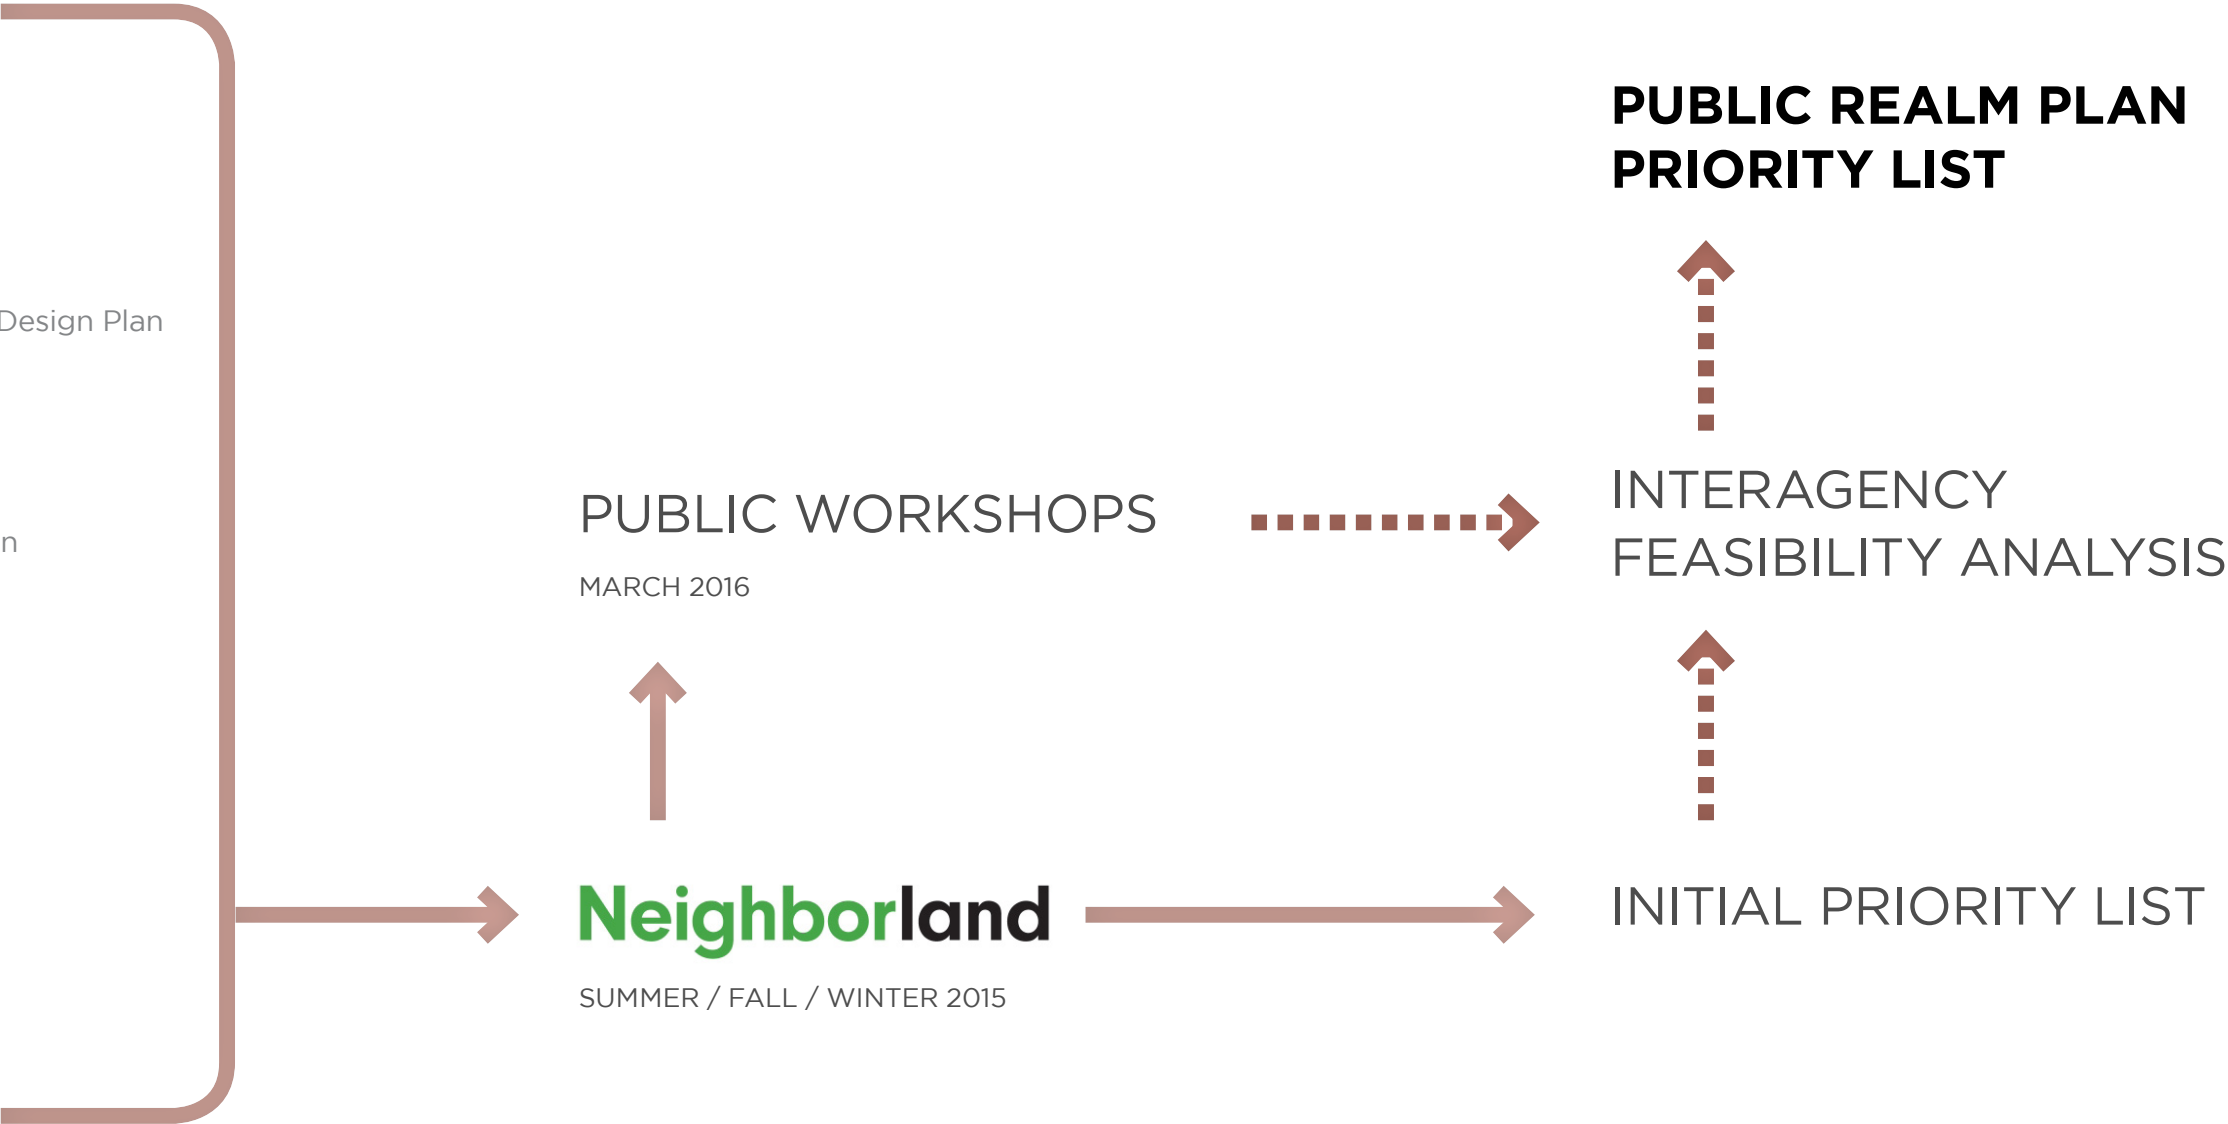 PUBLIC REALM PLAN
PRIORITY LIST
Design Plan
PUBLIC WORKSHOPS
MARCH 2016
INTERAGENCY
FEASIBILITY ANALYSIS
n
Neighborland
SUMMER / FALL / WINTER 2015
INITIAL PRIORITY LIST